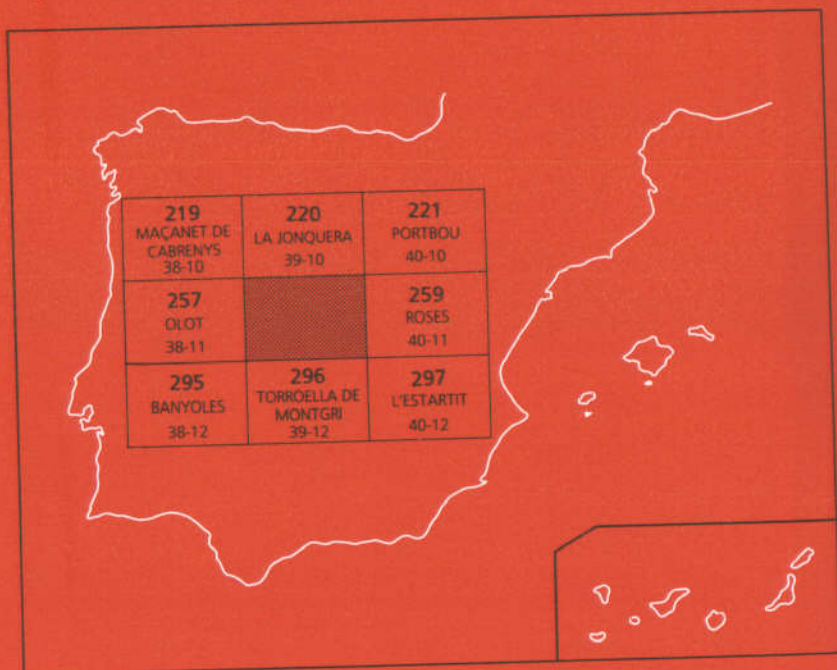 219
MAÇANET DE
CABRENYS
38-10
220
LA JONQUERA
39-10
221
PORTBOU
40-10
257
OLOT
38-11
259
ROSES
40-11
295
BANYOLES
38-12
296
TORROELLA DE
MONTGRI
39-12
297
L'ESTARTIT
40-12